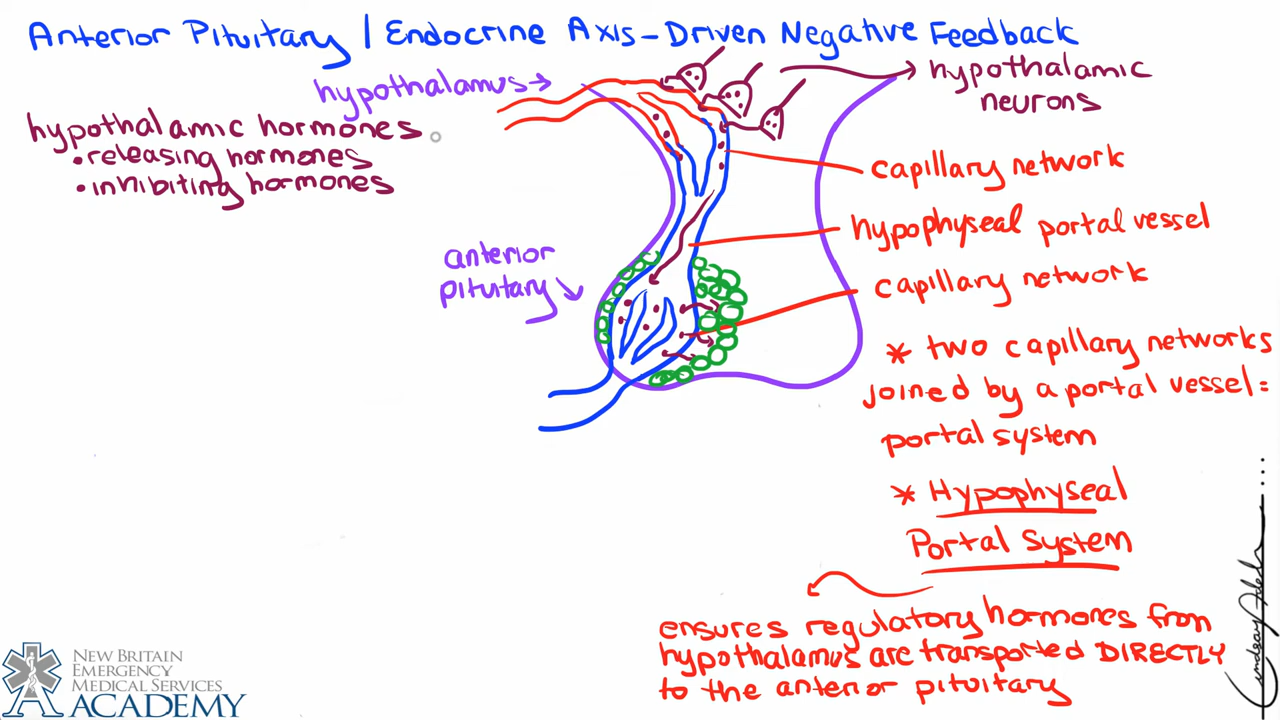 Anterior Pituitary / Endocrine Axis-Driven Negative Feedback
hypothalamus →
hypothalamic hormones
• releasing hormones
• inhibiting hormones
anterior
pituitary
hypothalamic
neurons
capillary network
hypophyseal portal vessel
capillary network
* two capillary networks
joined by a portal vessel =
portal system
* Hypophyseal
Portal System
ensures regulatory hormones from
hypothalamus are transported DIRECTLY
to the anterior pituitary
NEW BRITAIN
EMERGENCY
MEDICAL SERVICES
ACADEMY